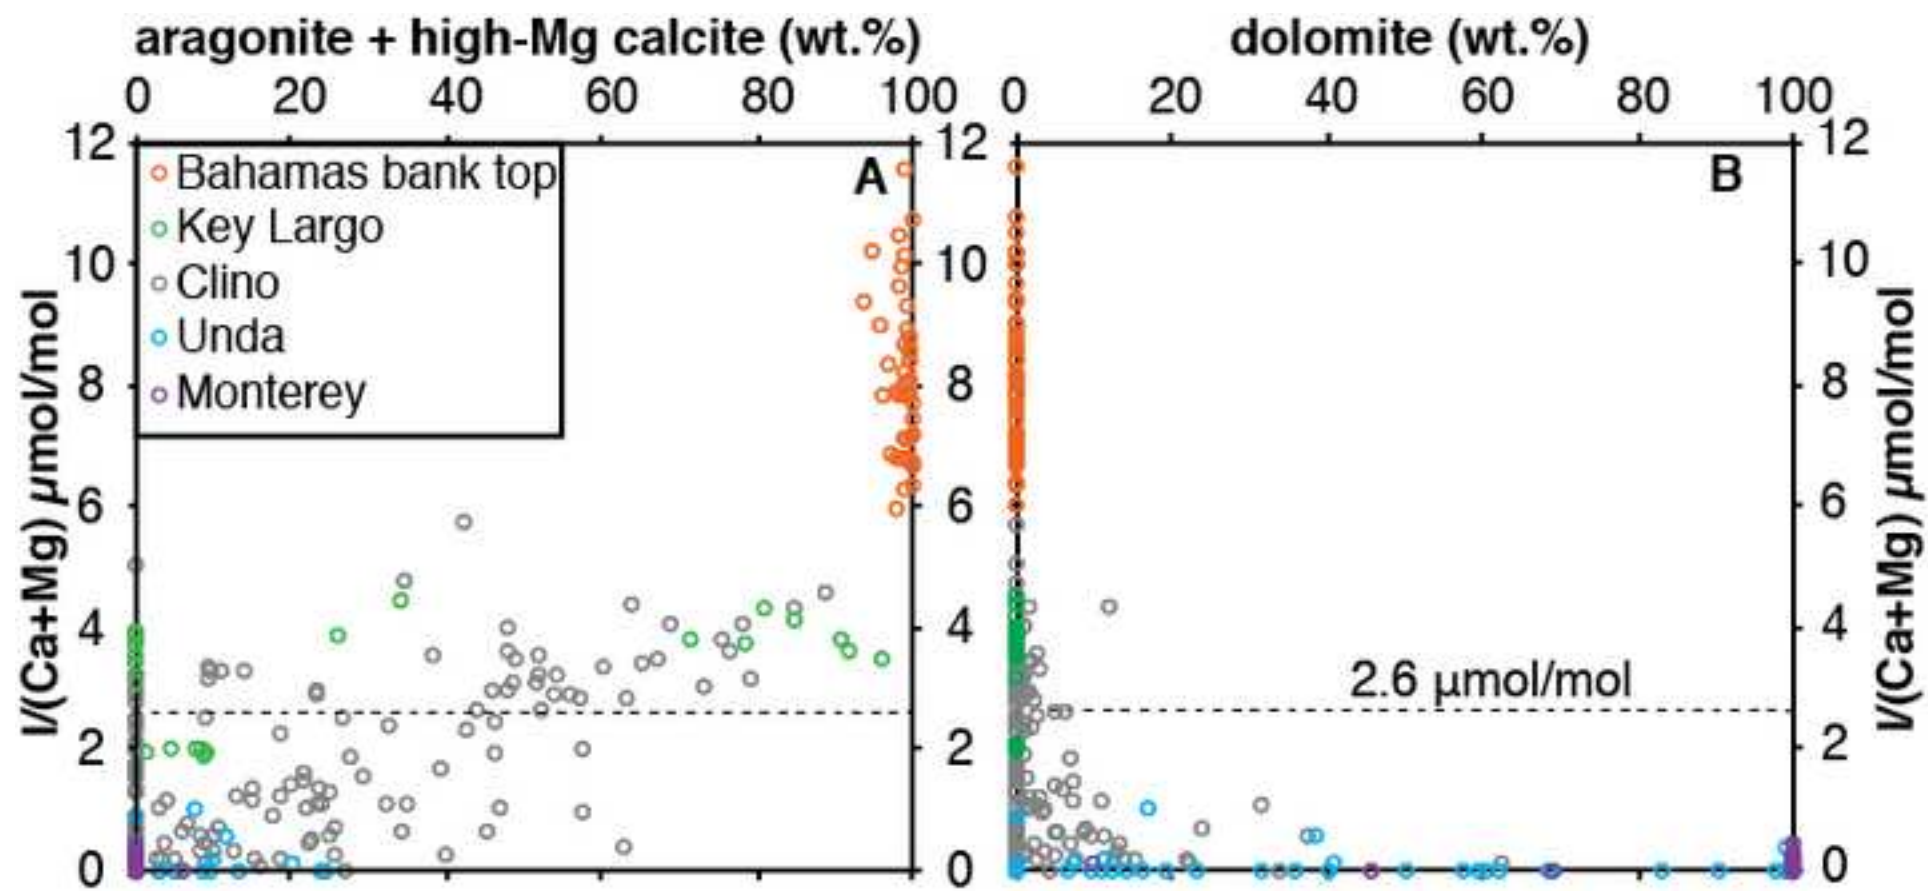 aragonite + high-Mg calcite (wt.%)
dolomite (wt.%)
0 20 40 60 80 100
0 20 40 60 80 100
12
10
8
6
4
2
0
I/(Ca+Mg) µmol/mol
Bahamas bank top
Key Largo
Clino
Unda
Monterey
A
12
10
8
6
4
2
0
B
2.6 µmol/mol
12
10
8
6
4
2
0
I/(Ca+Mg) µmol/mol